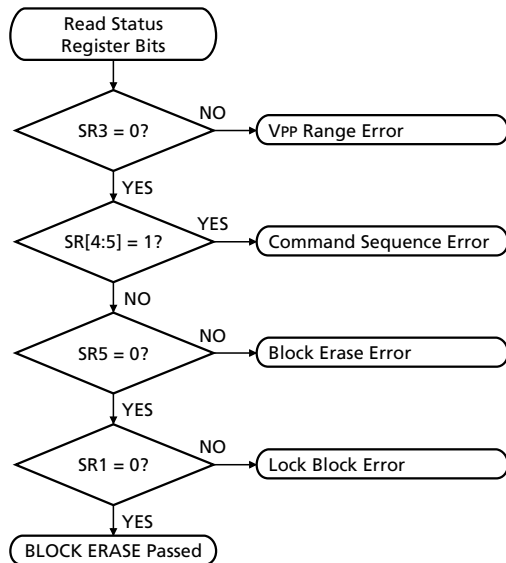 Read Status
Register Bits
NO
SR3 = 0?
VPP Range Error
YES
YES
SR[4:5] = 1?
Command Sequence Error
NO
NO
SR5 = 0?
Block Erase Error
YES
NO
SR1 = 0?
Lock Block Error
YES
BLOCK ERASE Passed